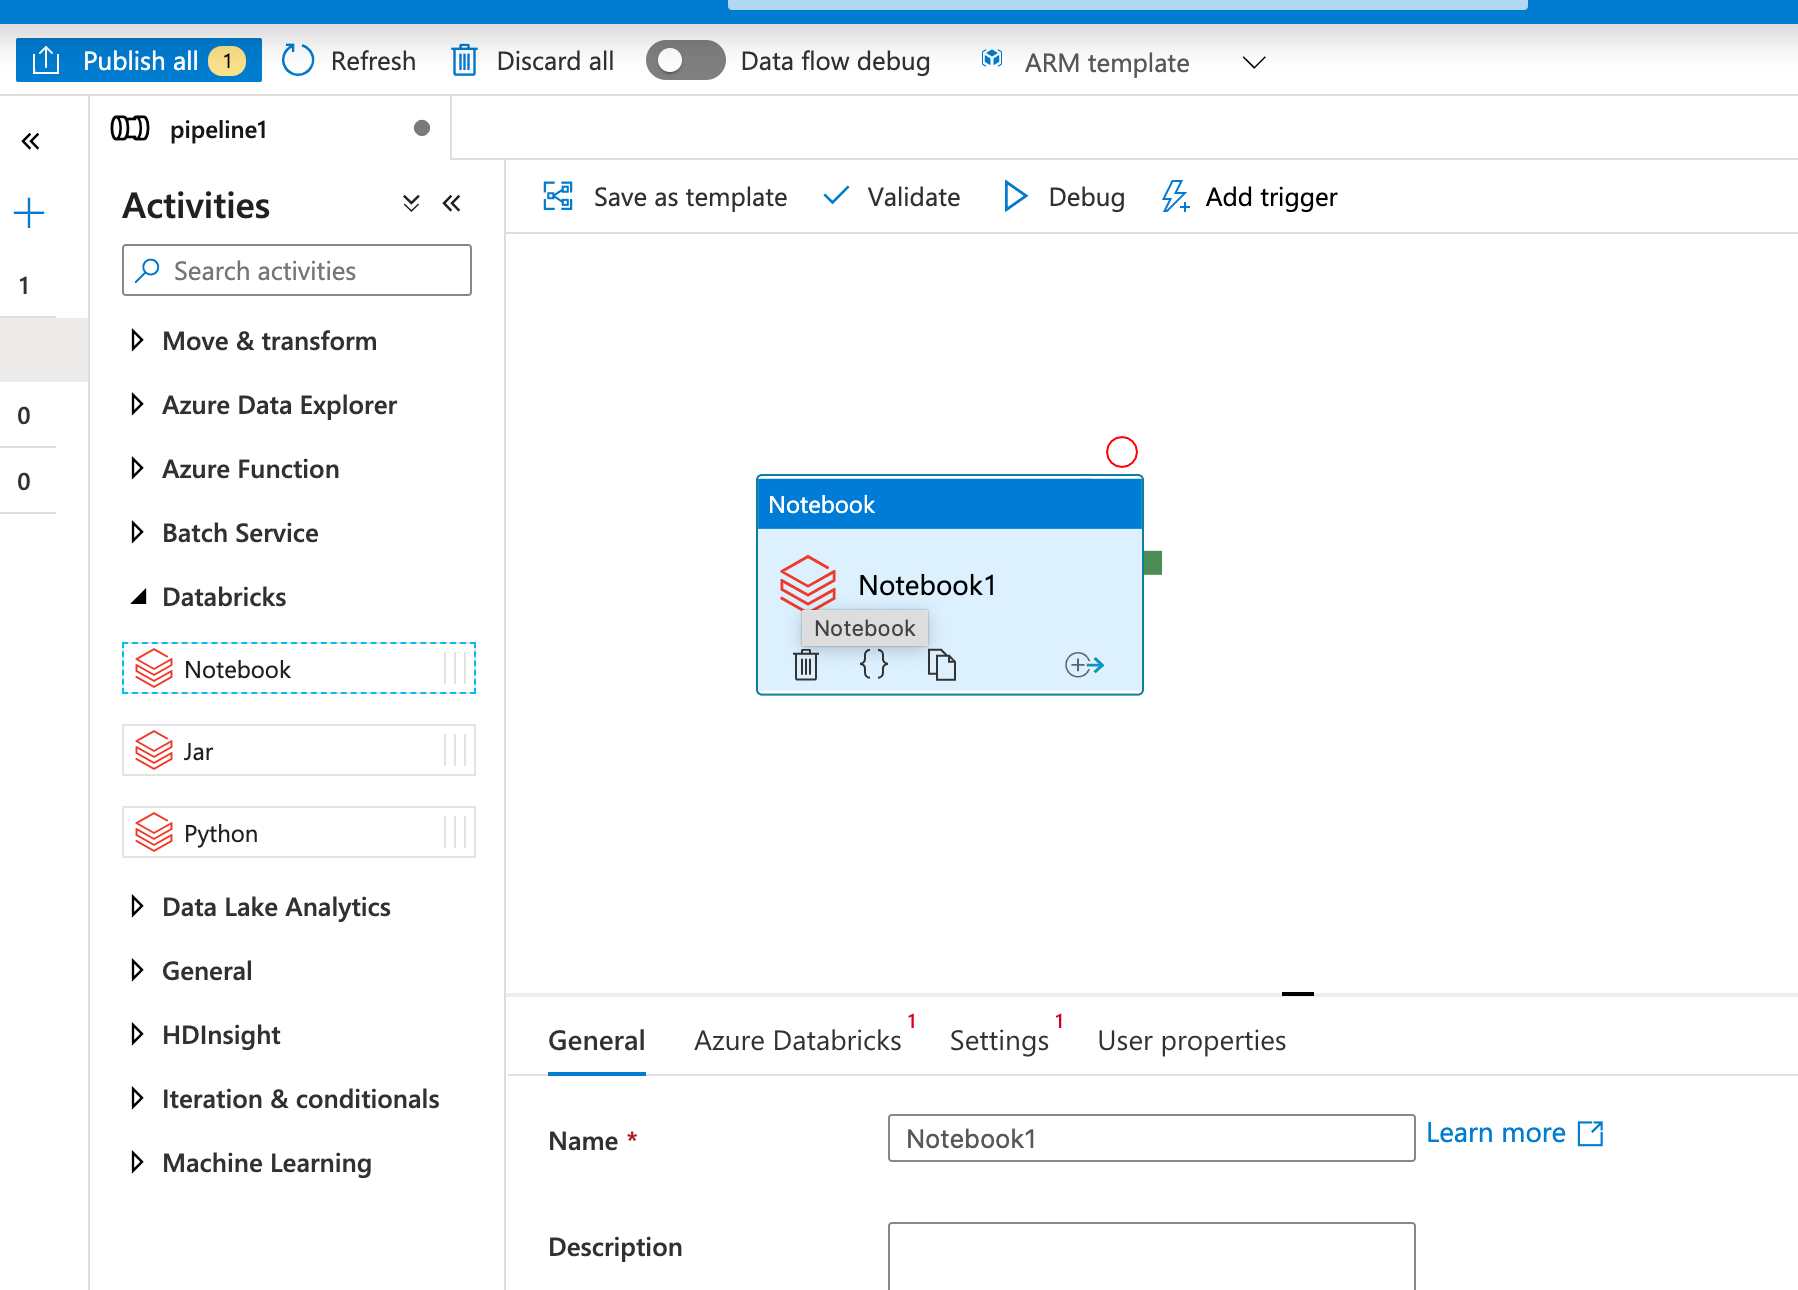 Publish all 1 Refresh Discard all Data flow debug ARM template
pipeline1
Activities
Save as template Validate Debug Add trigger
Search activities
1
0
0
Move & transform
Azure Data Explorer
Azure Function
Batch Service
Databricks
Notebook
Jar
Python
Data Lake Analytics
General
HDInsight
Iteration & conditionals
Machine Learning
Notebook
Notebook1
Notebook
{}
General Azure Databricks 1 Settings 1 User properties
Name * Notebook1 Learn more
Description